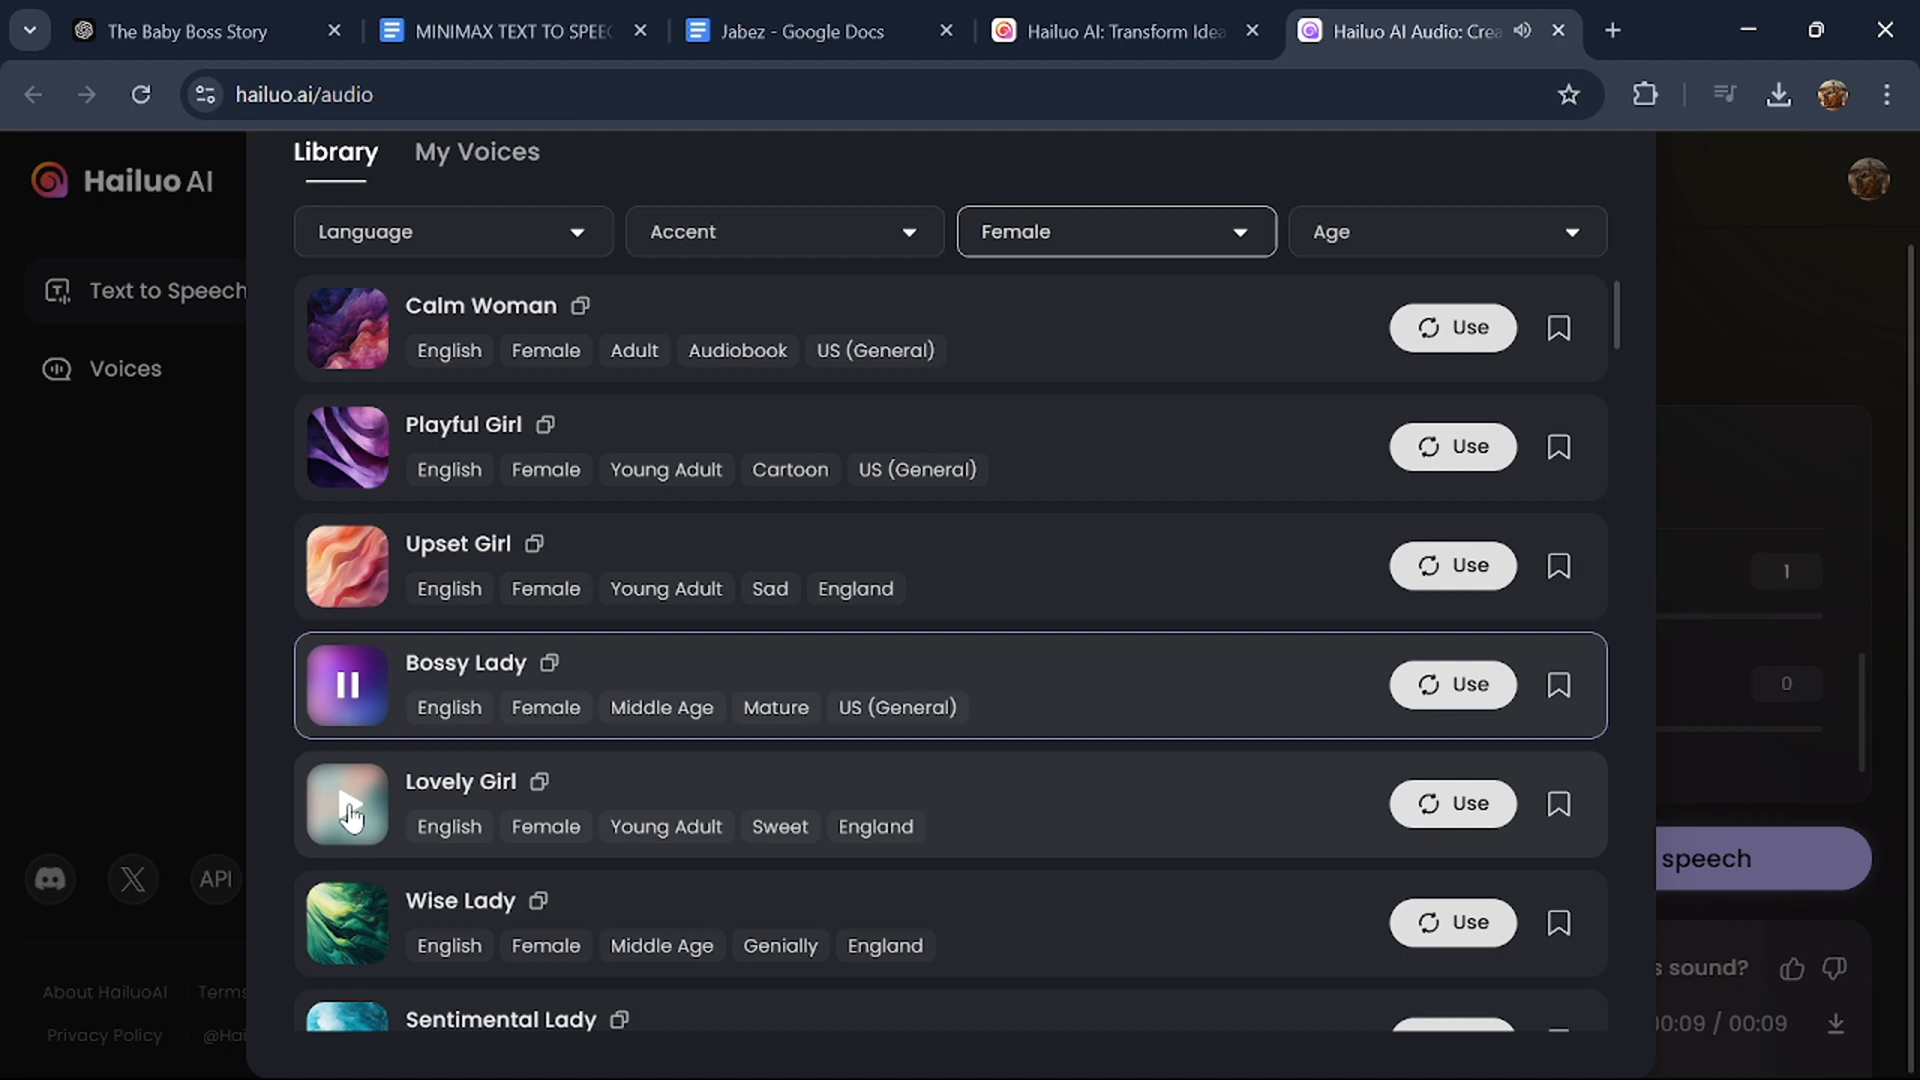 The Baby Boss Story
MINIMAX TEXT TO SPEEC
Jabez - Google Docs
Hailuo AI: Transform Idea
Hailuo AI Audio: Crea
hailuo.ai/audio
Library My Voices
Hailuo AI
Language Accent Female Age
Text to Speech
Voices
Calm Woman
English Female Adult Audiobook US (General)
Use
Playful Girl
English Female Young Adult Cartoon US (General)
Use
Upset Girl
English Female Young Adult Sad England
Use
1
Bossy Lady
English Female Middle Age Mature US (General)
Use
0
Lovely Girl
English Female Young Adult Sweet England
Use
speech
API
Wise Lady
English Female Middle Age Genially England
Use
s sound?
Sentimental Lady
00:09 / 00:09
About HailuoAI Terms
Privacy Policy @Hai